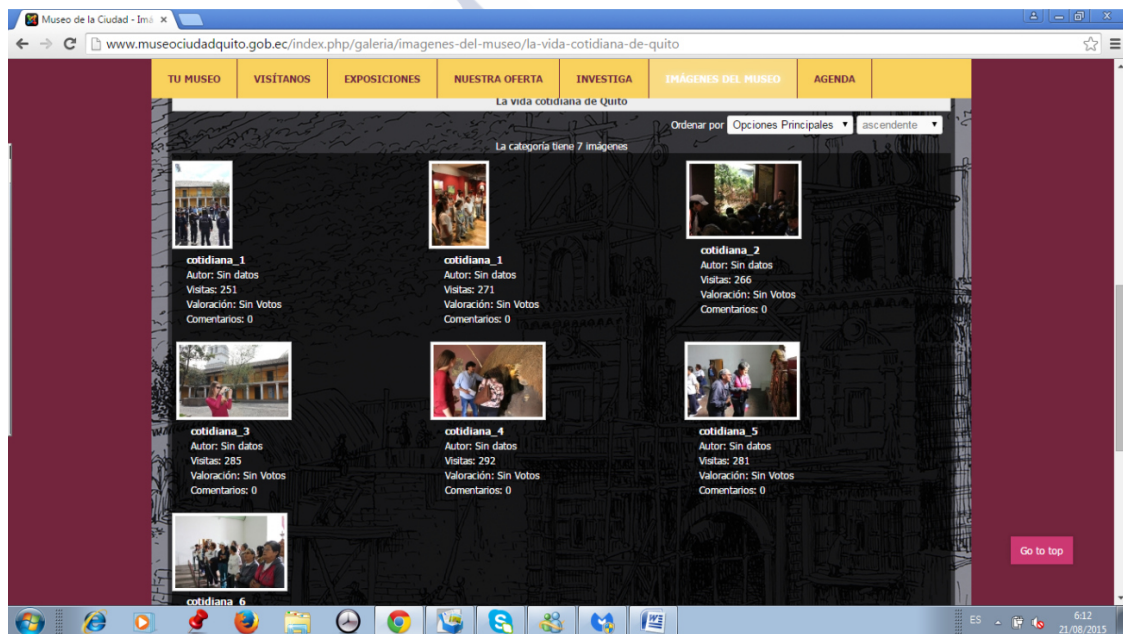 Museo de la Ciudad - Imá
www.museociudadquito.gob.ec/index.php/galeria/imagenes-del-museo/la-vida-cotidiana-de-quito
TU MUSEO VISÍTANOS EXPOSICIONES NUESTRA OFERTA INVESTIGA IMÁGENES DEL MUSEO AGENDA
La vida cotidiana de Quito
Ordenar por Opciones Principales ascendente
La categoría tiene 7 imágenes
cotidiana_1
Autor: Sin datos
Visitas: 251
Valoración: Sin Votos
Comentarios: 0
cotidiana_1
Autor: Sin datos
Visitas: 271
Valoración: Sin Votos
Comentarios: 0
cotidiana_2
Autor: Sin datos
Visitas: 266
Valoración: Sin Votos
Comentarios: 0
cotidiana_3
Autor: Sin datos
Visitas: 285
Valoración: Sin Votos
Comentarios: 0
cotidiana_4
Autor: Sin datos
Visitas: 292
Valoración: Sin Votos
Comentarios: 0
cotidiana_5
Autor: Sin datos
Visitas: 281
Valoración: Sin Votos
Comentarios: 0
cotidiana_6
Go to top
ES
6:12
21/08/2015